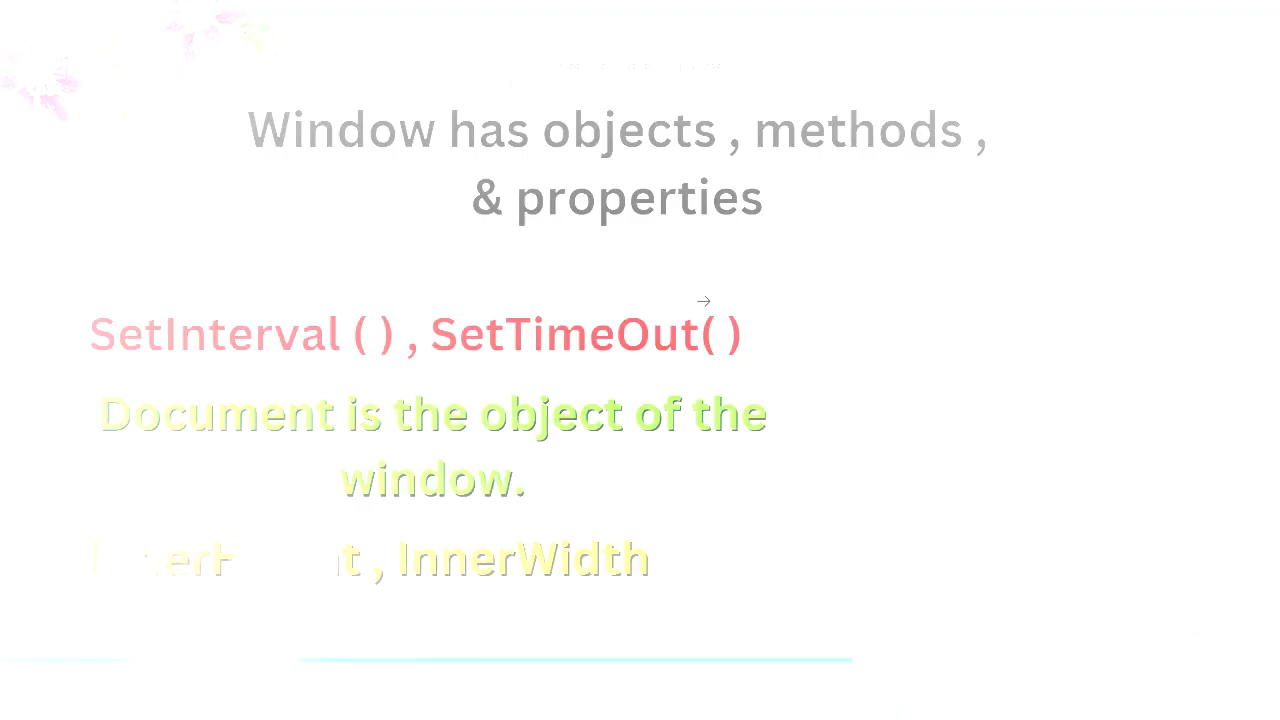 Window has objects , methods ,
& properties
→
SetInterval ( ) , SetTimeOut( )
Document is the object of the
window.
, InnerWidth